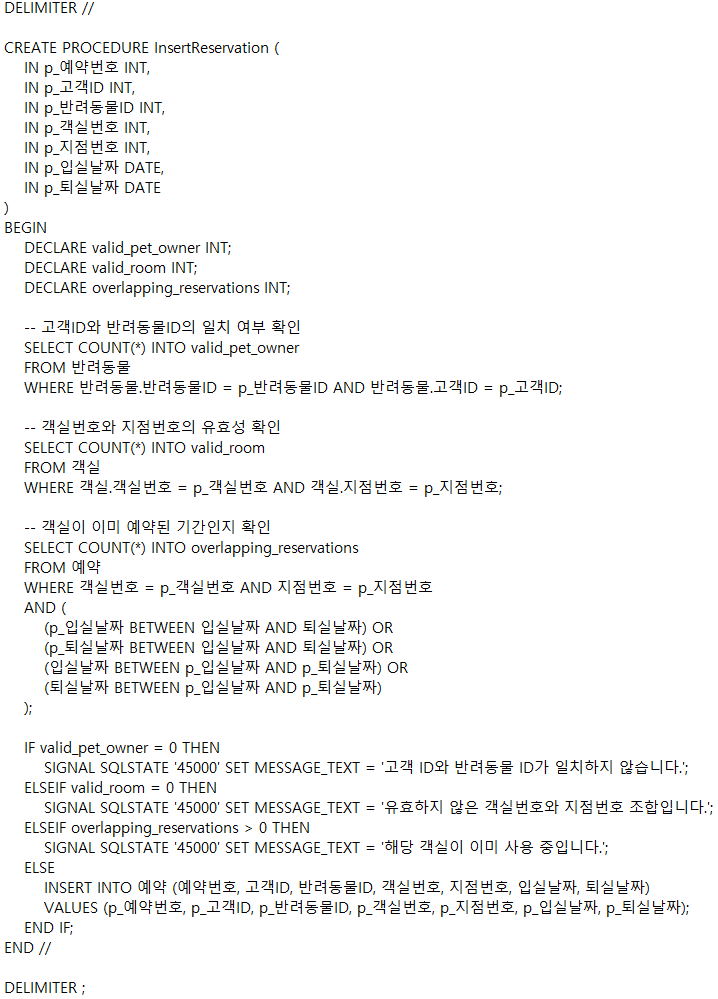 DELIMITER //
CREATE PROCEDURE InsertReservation (
IN p_예약번호 INT,
IN p_고객ID INT,
IN p_반려동물ID INT,
IN p_객실번호 INT,
IN p_지점번호 INT,
IN p_입실날짜 DATE,
IN p_퇴실날짜 DATE
)
BEGIN
DECLARE valid_pet_owner INT;
DECLARE valid_room INT;
DECLARE overlapping_reservations INT;
-- 고객ID와 반려동물ID의 일치 여부 확인
SELECT COUNT(*) INTO valid_pet_owner
FROM 반려동물
WHERE 반려동물.반려동물ID = p_반려동물ID AND 반려동물.고객ID = p_고객ID;
-- 객실번호와 지점번호의 유효성 확인
SELECT COUNT(*) INTO valid_room
FROM 객실
WHERE 객실.객실번호 = p_객실번호 AND 객실.지점번호 = p_지점번호;
-- 객실이 이미 예약된 기간인지 확인
SELECT COUNT(*) INTO overlapping_reservations
FROM 예약
WHERE 객실번호 = p_객실번호 AND 지점번호 = p_지점번호
AND (
(p_입실날짜 BETWEEN 입실날짜 AND 퇴실날짜) OR
(p_퇴실날짜 BETWEEN 입실날짜 AND 퇴실날짜) OR
(입실날짜 BETWEEN p_입실날짜 AND p_퇴실날짜) OR
(퇴실날짜 BETWEEN p_입실날짜 AND p_퇴실날짜)
);
IF valid_pet_owner = 0 THEN
SIGNAL SQLSTATE '45000' SET MESSAGE_TEXT = '고객 ID와 반려동물 ID가 일치하지 않습니다.';
ELSEIF valid_room = 0 THEN
SIGNAL SQLSTATE '45000' SET MESSAGE_TEXT = '유효하지 않은 객실번호와 지점번호 조합입니다.';
ELSEIF overlapping_reservations > 0 THEN
SIGNAL SQLSTATE '45000' SET MESSAGE_TEXT = '해당 객실이 이미 사용 중입니다.';
ELSE
INSERT INTO 예약 (예약번호, 고객ID, 반려동물ID, 객실번호, 지점번호, 입실날짜, 퇴실날짜)
VALUES (p_예약번호, p_고객ID, p_반려동물ID, p_객실번호, p_지점번호, p_입실날짜, p_퇴실날짜);
END IF;
END //
DELIMITER ;